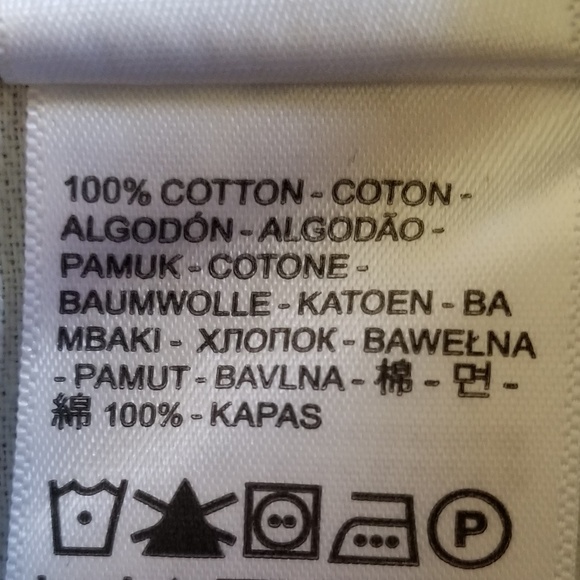 100% COTTON - COTON -
ALGODÓN - ALGODÃO -
PAMUK - COTONE -
BAUMWOLLE - KATOEN - BA
MBAKI - ХЛОПОК - BAWEŁNA
- PAMUT - BAVLNA - 棉 - 면 -
綿 100% - KAPAS
P